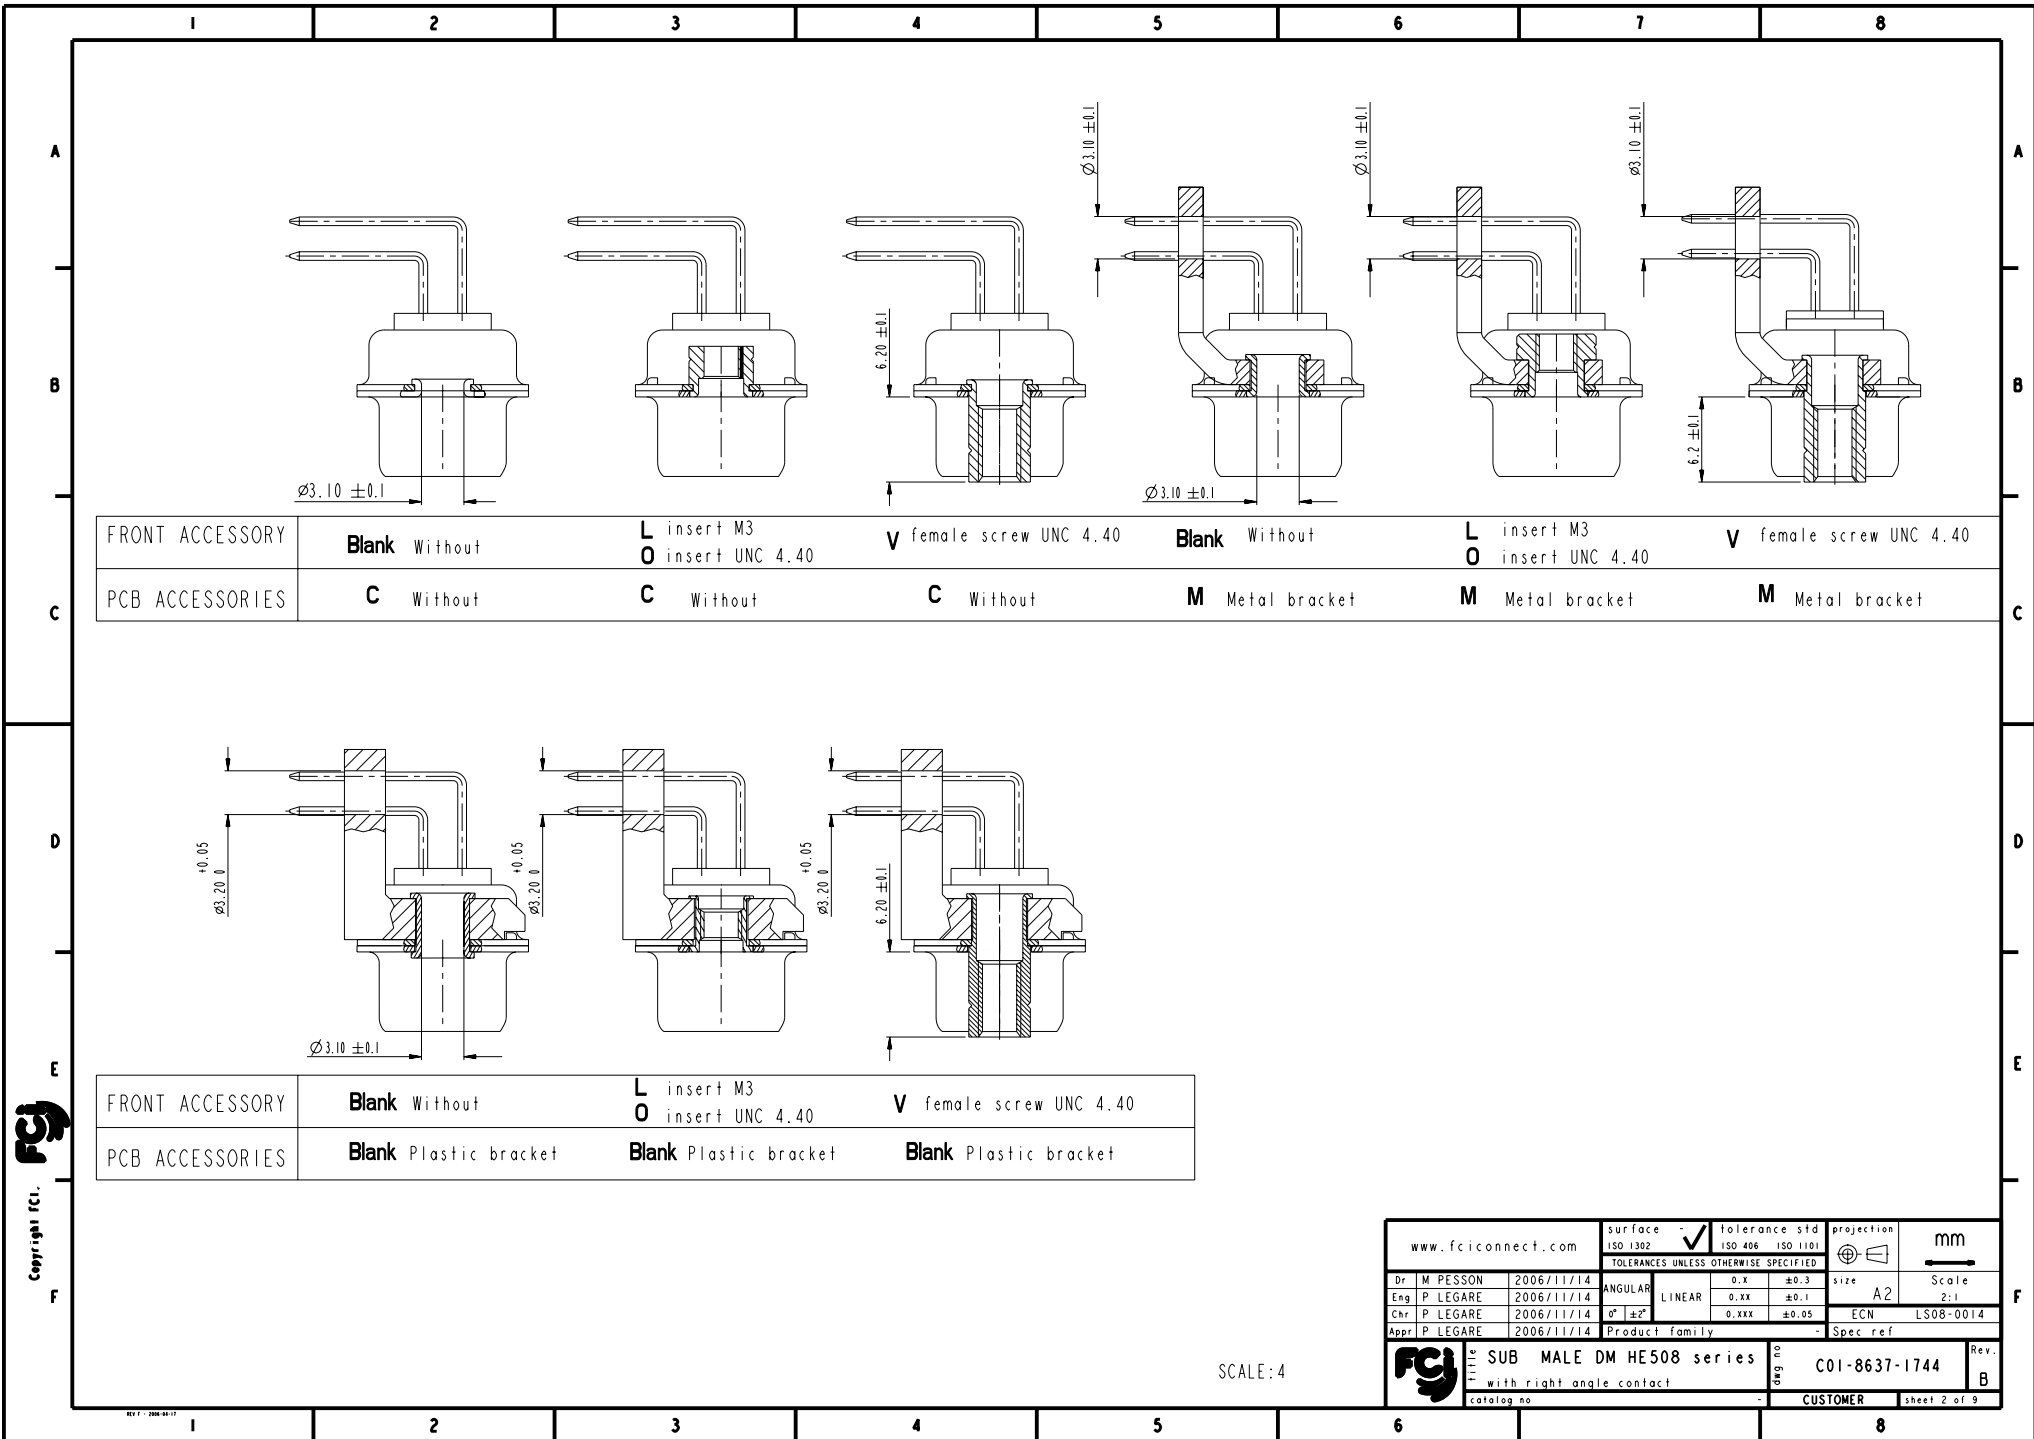 1 2 3 4 5 6 7 8
A A
Ø3.10 ±0.1 Ø3.10 ±0.1 Ø3.10 ±0.1
B B
6.20 ±0.1
6.2 ±0.1
Ø3.10 ±0.1 Ø3.10 ±0.1
FRONT ACCESSORY Blank Without L insert M3 V female screw UNC 4.40 Blank Without L insert M3 V female screw UNC 4.40
O insert UNC 4.40 O insert UNC 4.40
PCB ACCESSORIES C Without C Without C Without M Metal bracket M Metal bracket M Metal bracket
C C
D D
+0.05 +0.05 +0.05
Ø3.20 0 Ø3.20 0 Ø3.20 0
6.20 ±0.1
Ø3.10 ±0.1
E E
FRONT ACCESSORY Blank Without L insert M3 V female screw UNC 4.40
O insert UNC 4.40
PCB ACCESSORIES Blank Plastic bracket Blank Plastic bracket Blank Plastic bracket
FCi
Copyright FCI.
F F
www.fciconnect.com
surface - tolerance std projection mm
ISO 1302 ISO 406 ISO 1101
TOLERANCES UNLESS OTHERWISE SPECIFIED
Dr M PESSON 2006/11/14 ANGULAR LINEAR 0.X ±0.3 size A2 Scale
Eng P LEGARE 2006/11/14 0.XX ±0.1 2:1
Chr P LEGARE 2006/11/14 0° ±2° 0.XXX ±0.05 ECN LS08-0014
Appr P LEGARE 2006/11/14 Product family - Spec ref
FCi title SUB MALE DM HE508 series dwg no C01-8637-1744 Rev.
with right angle contact B
catalog no - CUSTOMER sheet 2 of 9
SCALE:4
REV F - 2006-04-17
1 2 3 4 5 6 8